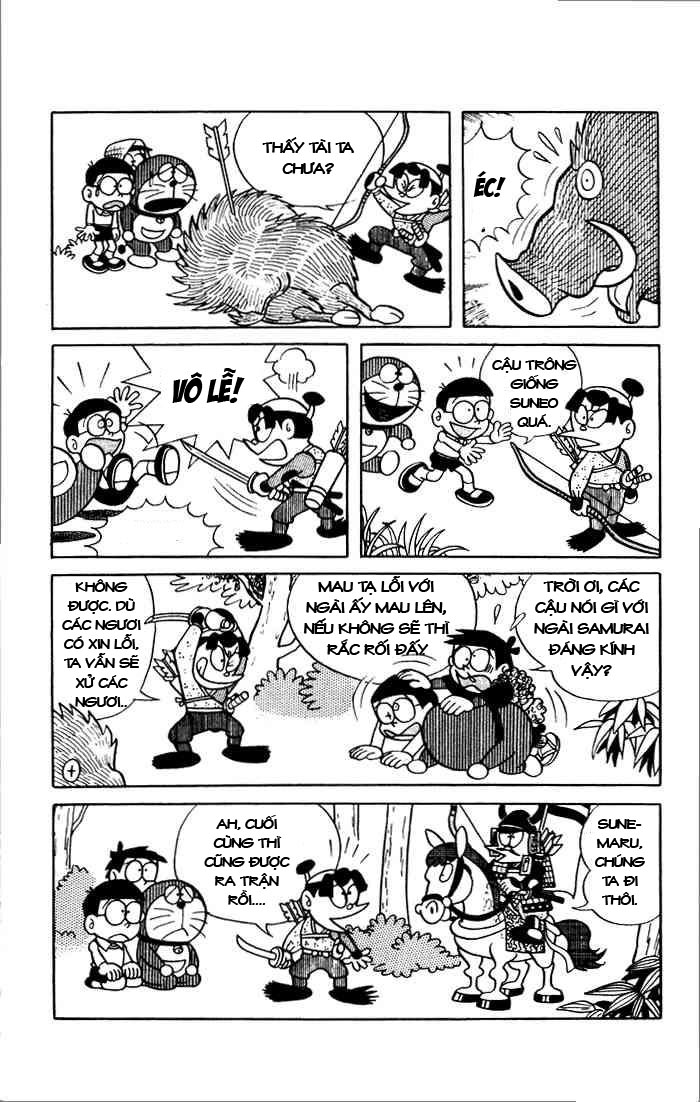 ÉC!
THẤY TÀI TA
CHƯA?
CẬU TRÔNG
GIỐNG
SUNEO
QUÁ.
VÔ LỄ!
TRỜI ƠI, CÁC
CẬU NÓI GÌ VỚI
NGÀI SAMURAI
ĐÁNG KÍNH
VẬY?
MAU TẠ LỖI VỚI
NGÀI ẤY MAU LÊN,
NẾU KHÔNG SẼ THÌ
RẮC RỐI ĐẤY
KHÔNG
ĐƯỢC. DÙ
CÁC NGƯƠI
CÓ XIN LỖI,
TA VẪN SẼ
XỬ CÁC
NGƯƠI..
SUNE-
MARU,
CHÚNG
TA ĐI
THÔI.
AH, CUỐI
CÙNG THÌ
CŨNG ĐƯỢC
RA TRẬN
RỒI....